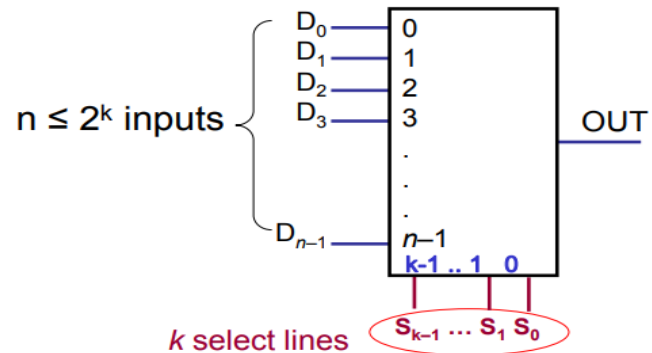 D₀ 0
D₁ 1
D₂ 2
n ≤ 2ᵏ inputs
D₃ 3
OUT
.
.
.
Dₙ₋₁ n–1
k-1 .. 1 0
k select lines
Sₖ₋₁ ... S₁ S₀